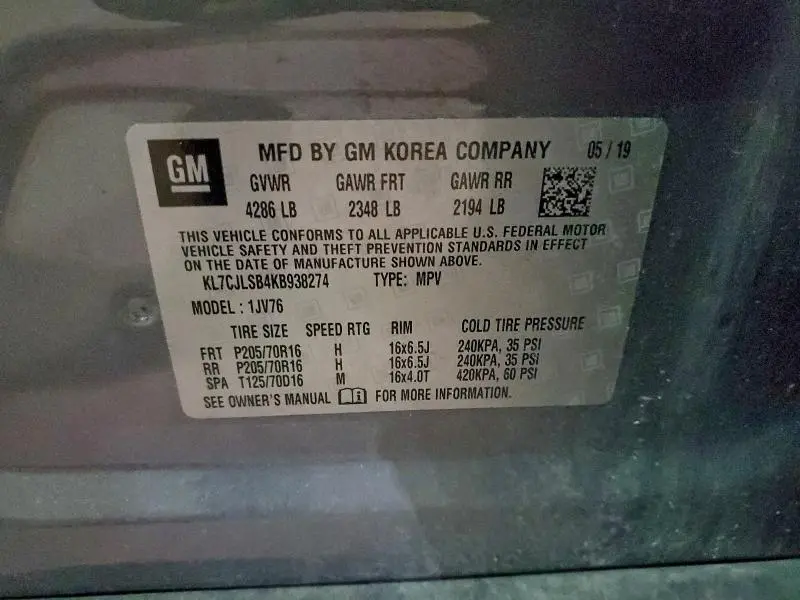 GM MFD BY GM KOREA COMPANY 05 / 19
GVWR GAWR FRT GAWR RR
4286 LB 2348 LB 2194 LB
THIS VEHICLE CONFORMS TO ALL APPLICABLE U.S. FEDERAL MOTOR
VEHICLE SAFETY AND THEFT PREVENTION STANDARDS IN EFFECT
ON THE DATE OF MANUFACTURE SHOWN ABOVE.
KL7CJLSB4KB938274 TYPE: MPV
MODEL : 1JV76
TIRE SIZE SPEED RTG RIM COLD TIRE PRESSURE
FRT P205/70R16 H 16x6.5J 240KPA, 35 PSI
RR P205/70R16 H 16x6.5J 240KPA, 35 PSI
SPA T125/70D16 M 16x4.0T 420KPA, 60 PSI
SEE OWNER'S MANUAL FOR MORE INFORMATION.